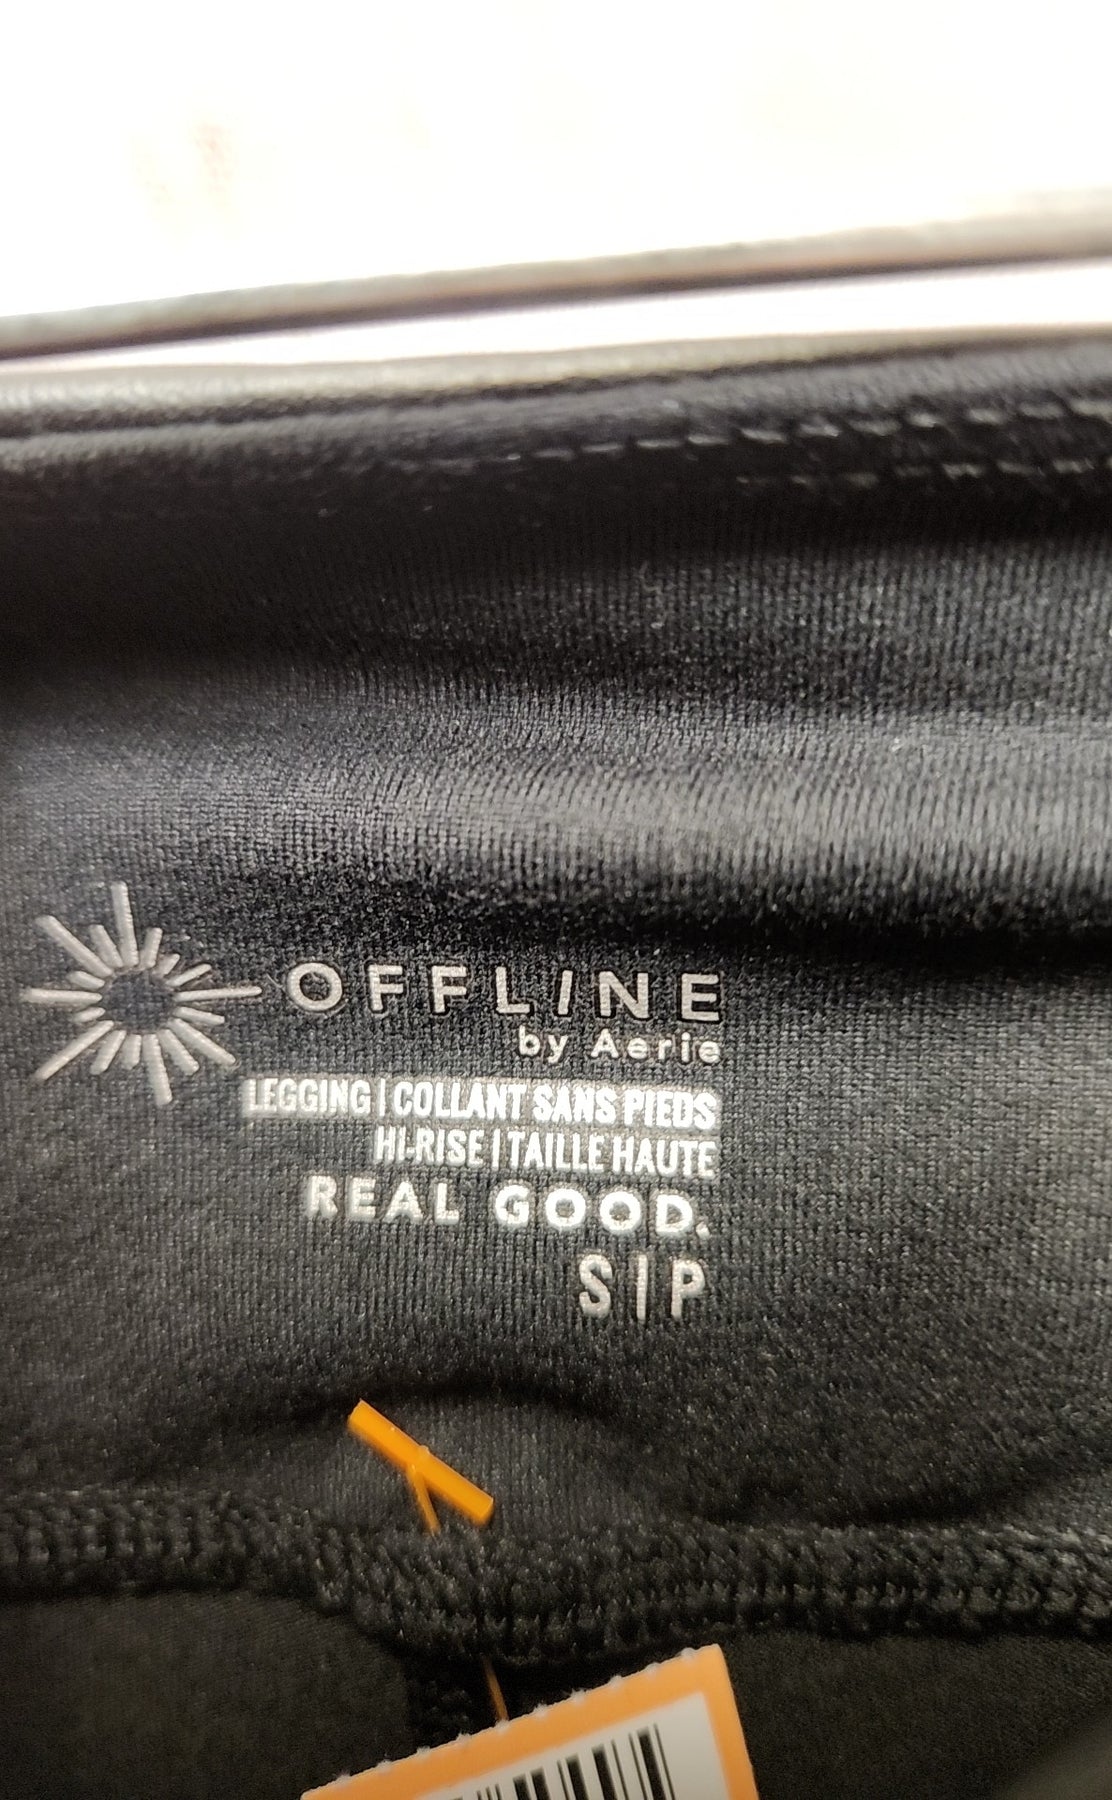 OFFLINE
by Aerie
LEGGING | COLLANT SANS PIEDS
HI-RISE | TAILLE HAUTE
REAL GOOD.
S | P